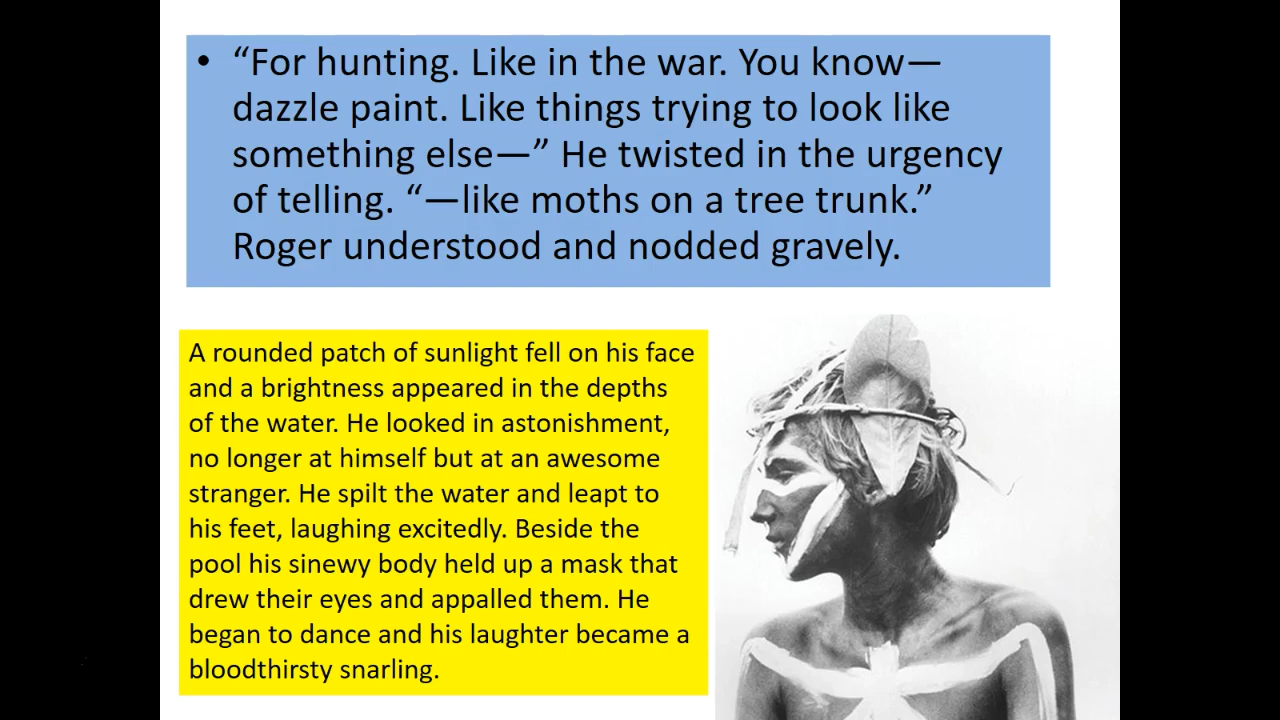 • “For hunting. Like in the war. You know—
dazzle paint. Like things trying to look like
something else—” He twisted in the urgency
of telling. “—like moths on a tree trunk.”
Roger understood and nodded gravely.
A rounded patch of sunlight fell on his face
and a brightness appeared in the depths
of the water. He looked in astonishment,
no longer at himself but at an awesome
stranger. He spilt the water and leapt to
his feet, laughing excitedly. Beside the
pool his sinewy body held up a mask that
drew their eyes and appalled them. He
began to dance and his laughter became a
bloodthirsty snarling.